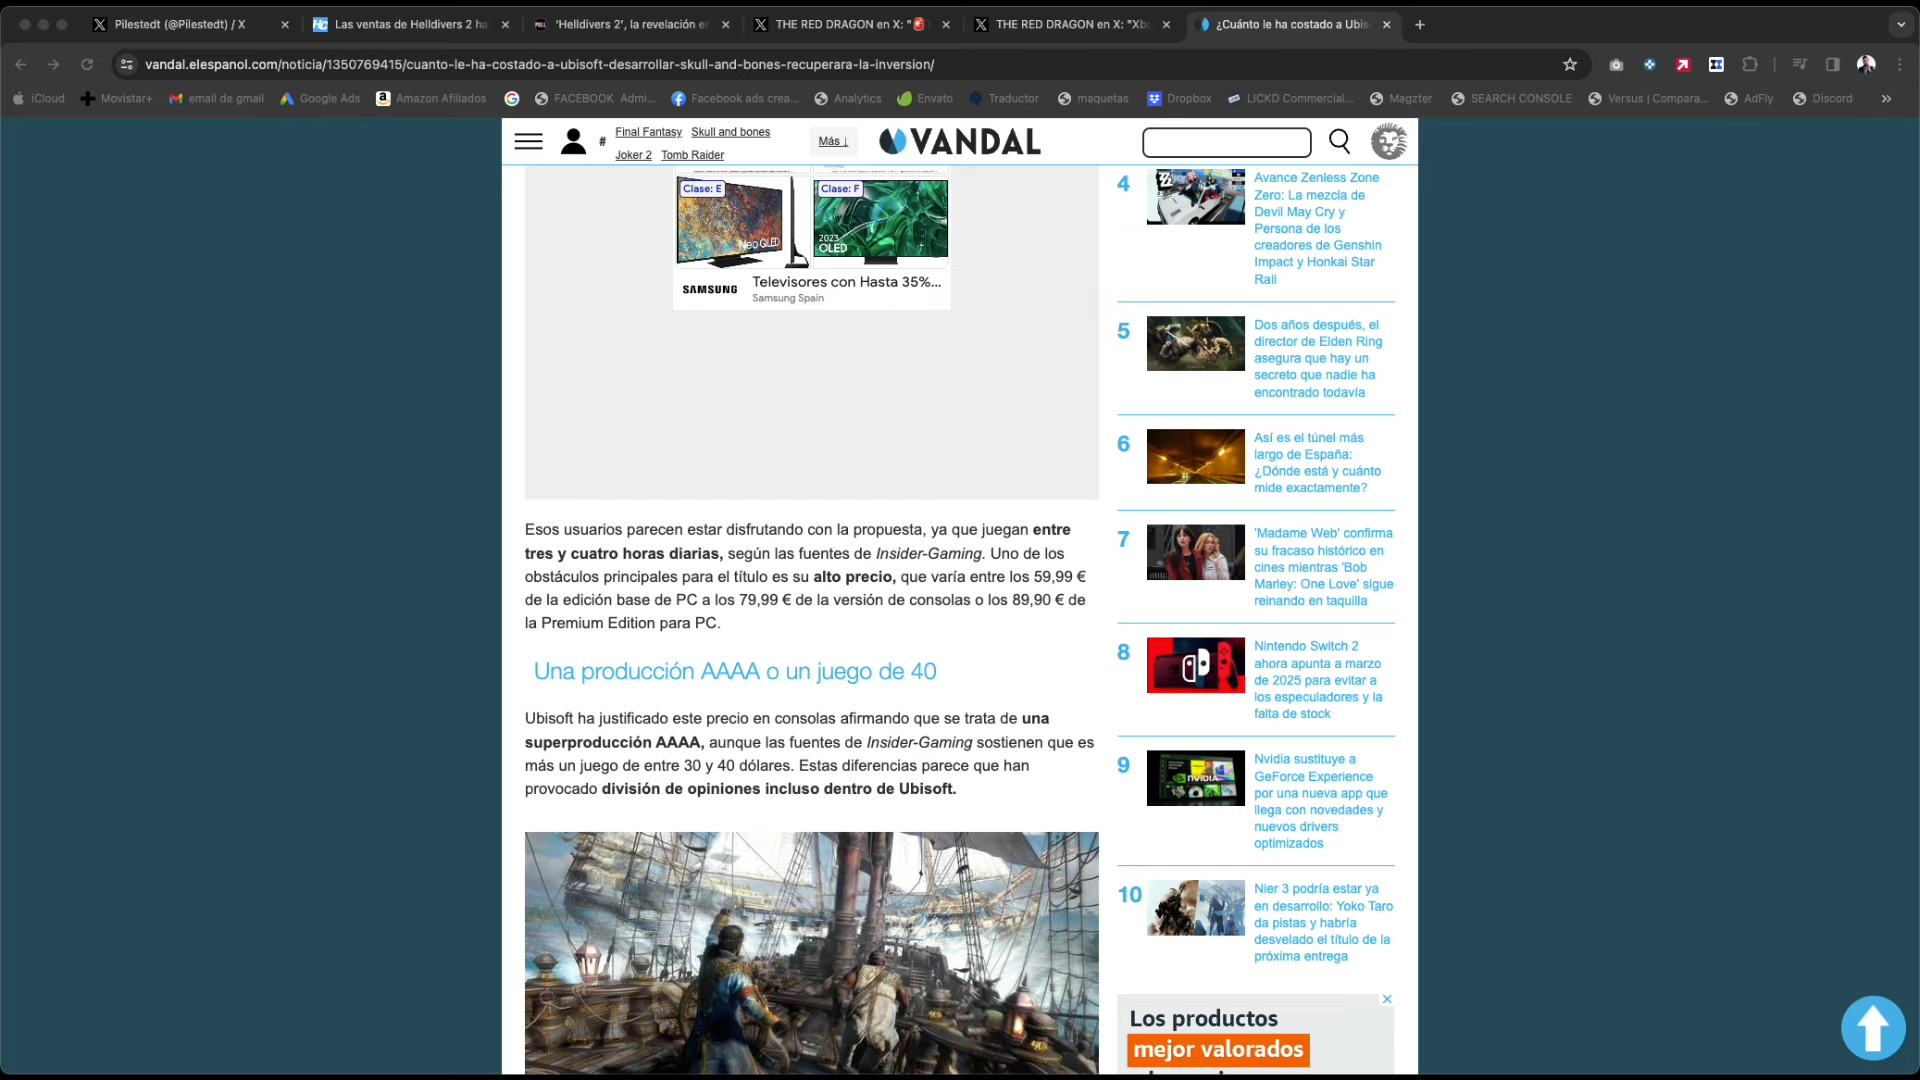 Pilestedt (@Pilestedt) / X
Las ventas de Helldivers 2 ha
'Helldivers 2', la revelación en
THE RED DRAGON en X: "🚨
THE RED DRAGON en X: "Xbo
¿Cuánto le ha costado a Ubis
vandal.elespanol.com/noticia/1350769415/cuanto-le-ha-costado-a-ubisoft-desarrollar-skull-and-bones-recuperara-la-inversion/
iCloud
Movistar+
email de gmail
Google Ads
Amazon Afiliados
FACEBOOK Admi...
Facebook ads crea...
Analytics
Envato
Traductor
maquetas
Dropbox
LICKD Commercial...
Magzter
SEARCH CONSOLE
Versus | Compara...
AdFly
Discord
#
Final Fantasy Skull and bones
Joker 2 Tomb Raider
Más ↓
VANDAL
Clase: E
Neo QLED
Clase: F
2023
OLED
SAMSUNG
Televisores con Hasta 35%...
Samsung Spain
Esos usuarios parecen estar disfrutando con la propuesta, ya que juegan entre
tres y cuatro horas diarias, según las fuentes de Insider-Gaming. Uno de los
obstáculos principales para el título es su alto precio, que varía entre los 59,99 €
de la edición base de PC a los 79,99 € de la versión de consolas o los 89,90 € de
la Premium Edition para PC.
Una producción AAAA o un juego de 40
Ubisoft ha justificado este precio en consolas afirmando que se trata de una
superproducción AAAA, aunque las fuentes de Insider-Gaming sostienen que es
más un juego de entre 30 y 40 dólares. Estas diferencias parece que han
provocado división de opiniones incluso dentro de Ubisoft.
4
Avance Zenless Zone
Zero: La mezcla de
Devil May Cry y
Persona de los
creadores de Genshin
Impact y Honkai Star
Rail
5
Dos años después, el
director de Elden Ring
asegura que hay un
secreto que nadie ha
encontrado todavía
6
Así es el túnel más
largo de España:
¿Dónde está y cuánto
mide exactamente?
7
'Madame Web' confirma
su fracaso histórico en
cines mientras 'Bob
Marley: One Love' sigue
reinando en taquilla
8
Nintendo Switch 2
ahora apunta a marzo
de 2025 para evitar a
los especuladores y la
falta de stock
9
NVIDIA
Nvidia sustituye a
GeForce Experience
por una nueva app que
llega con novedades y
nuevos drivers
optimizados
10
Nier 3 podría estar ya
en desarrollo: Yoko Taro
da pistas y habría
desvelado el título de la
próxima entrega
Los productos
mejor valorados